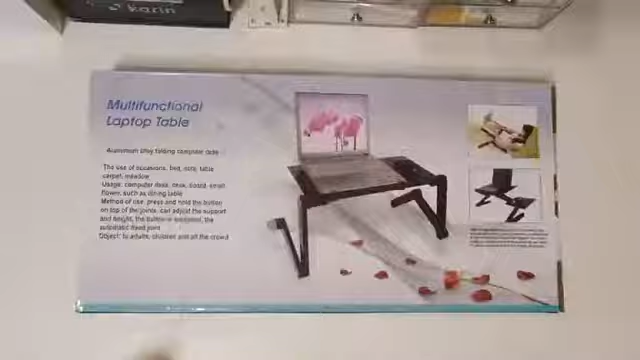 karin
Multifunctional
Laptop Table
Aluminium alloy folding computer desk
The use of occasions: bed, sofa, table
carpet, meadow
Usage: computer desk, desk, small
flower, such as dining table
Method of use: press and hold the button
on top of the joints, can adjust the support
and height, the button is loosened, the
automatic fixed joint
Object: to adults, children and all the crowd